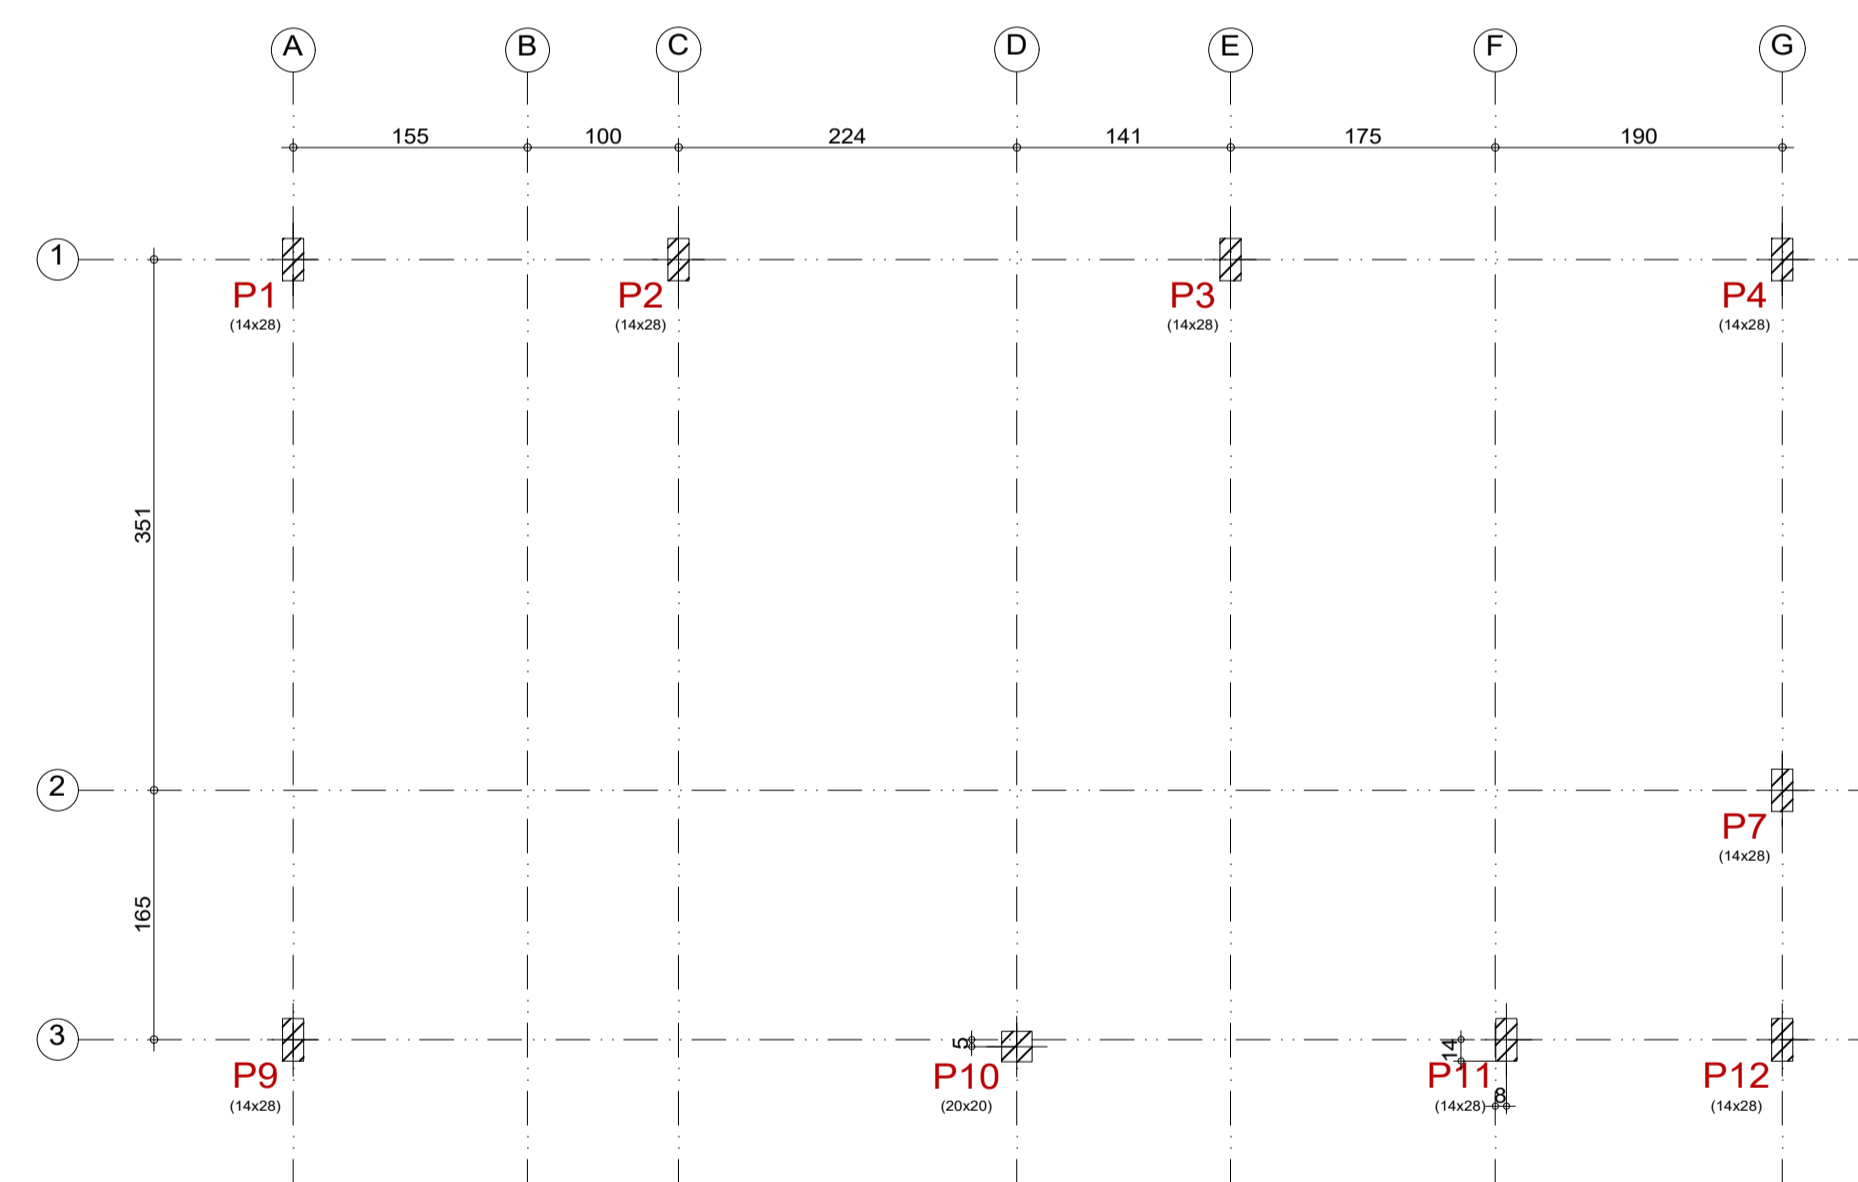 A B C D E F G
155 100 224 141 175 190
1
P1 P2 P3 P4
(14x28) (14x28) (14x28) (14x28)
351
2
P7
(14x28)
165
3
5 14
P9 P10 P11 P12
(14x28) (20x20) (14x28) 8 (14x28)